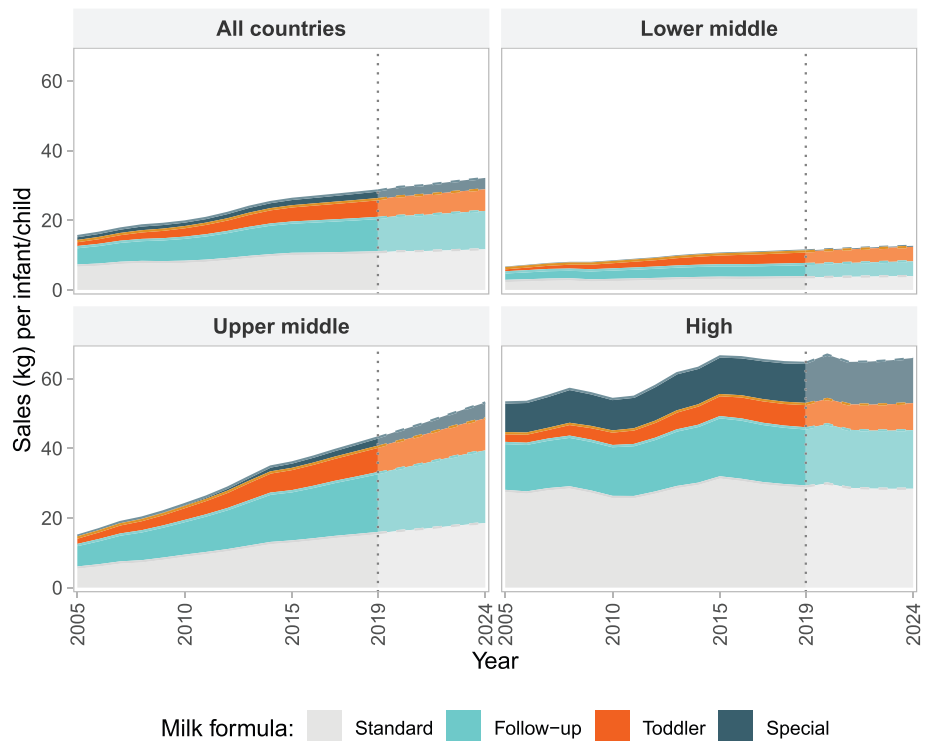 All countries
Lower middle
60
40
20
0
Upper middle
High
60
40
20
0
Sales (kg) per infant/child
2005
2010
2015
2019
2024
2005
2010
2015
2019
2024
Year
Milk formula: Standard Follow−up Toddler Special